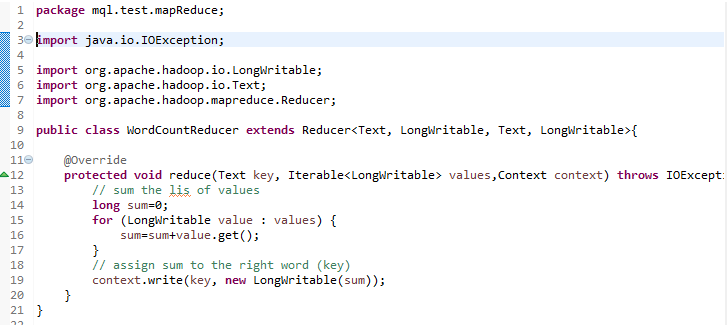 1 package mql.test.mapReduce;
2
3 import java.io.IOException;
4
5 import org.apache.hadoop.io.LongWritable;
6 import org.apache.hadoop.io.Text;
7 import org.apache.hadoop.mapreduce.Reducer;
8
9 public class WordCountReducer extends Reducer<Text, LongWritable, Text, LongWritable>{
10
11 @Override
12 protected void reduce(Text key, Iterable<LongWritable> values,Context context) throws IOExcept
13 // sum the lis of values
14 long sum=0;
15 for (LongWritable value : values) {
16 sum=sum+value.get();
17 }
18 // assign sum to the right word (key)
19 context.write(key, new LongWritable(sum));
20 }
21 }
22